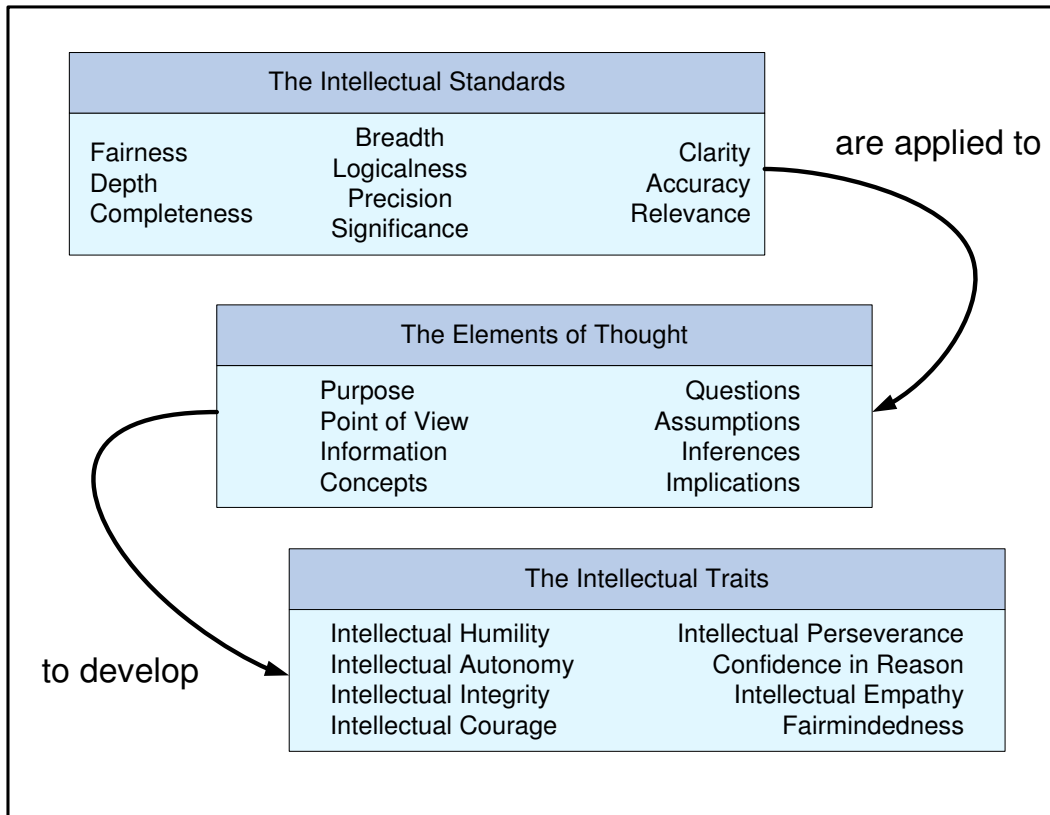 The Intellectual Standards
Fairness
Depth
Completeness
Breadth
Logicalness
Precision
Significance
Clarity
Accuracy
Relevance
are applied to
The Elements of Thought
Purpose
Point of View
Information
Concepts
Questions
Assumptions
Inferences
Implications
to develop
The Intellectual Traits
Intellectual Humility
Intellectual Autonomy
Intellectual Integrity
Intellectual Courage
Intellectual Perseverance
Confidence in Reason
Intellectual Empathy
Fairmindedness